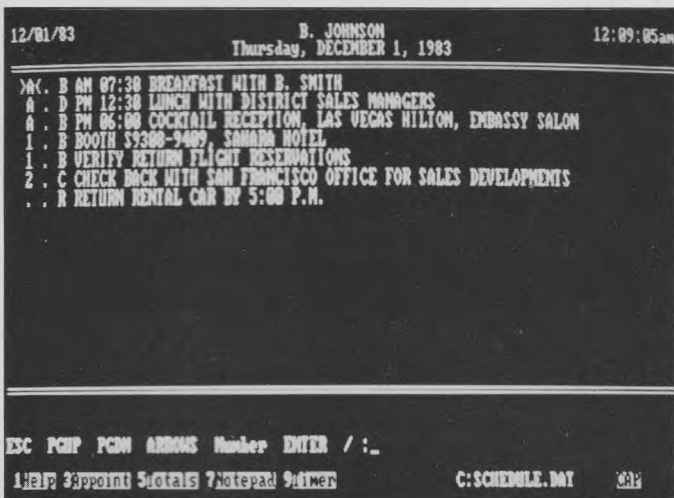 12/01/83 B. JOHNSON 12:09:05am
Thursday, DECEMBER 1, 1983
>A<. B AM 07:30 BREAKFAST WITH B. SMITH
A . D PM 12:30 LUNCH WITH DISTRICT SALES MANAGERS
A . B PM 06:00 COCKTAIL RECEPTION, LAS VEGAS HILTON, EMBASSY SALON
1 . B BOOTH S9308-9409, SAHARA HOTEL
1 . B VERIFY RETURN FLIGHT RESERVATIONS
2 . C CHECK BACK WITH SAN FRANCISCO OFFICE FOR SALES DEVELOPMENTS
. . R RETURN RENTAL CAR BY 5:00 P.M.
ESC PGUP PGDN ARROWS Number ENTER / :_
1Help 3Appoint 5Totals 7Notepad 9Timer C:SCHEDULE.DAT CAP